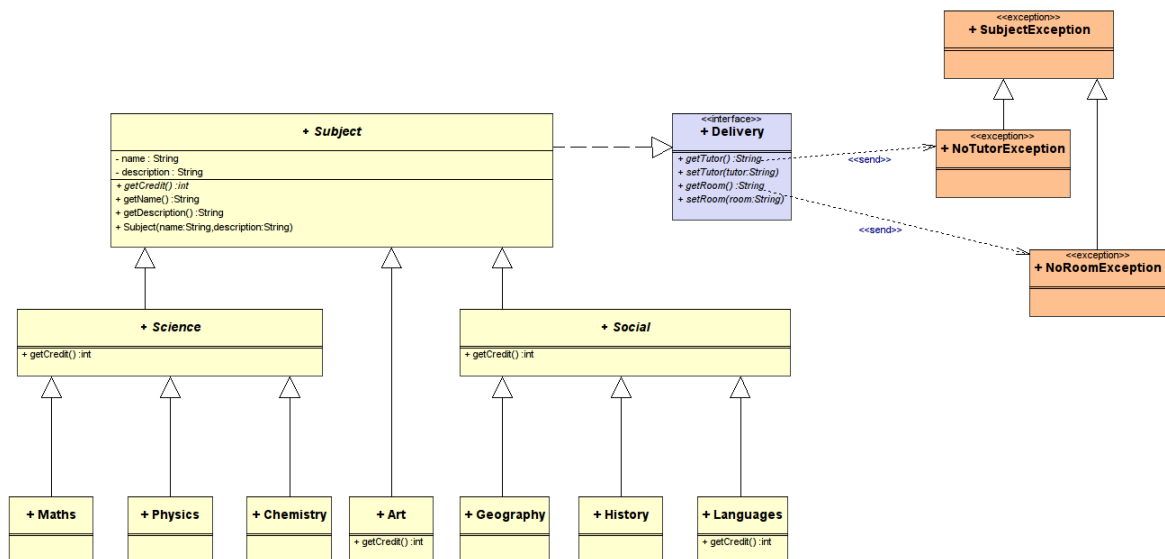 <<exception>>
+ SubjectException
+ Subject
- name : String
- description : String
+ getCredit() :int
+ getName() :String
+ getDescription() :String
+ Subject(name:String,description:String)
<<interface>>
+ Delivery
+ getTutor() :String
+ setTutor(tutor:String)
+ getRoom() :String
+ setRoom(room:String)
<<send>>
<<send>>
<<exception>>
+ NoTutorException
<<exception>>
+ NoRoomException
+ Science
+ getCredit() :int
+ Social
+ getCredit() :int
+ Maths
+ Physics
+ Chemistry
+ Art
+ getCredit() :int
+ Geography
+ History
+ Languages
+ getCredit() :int